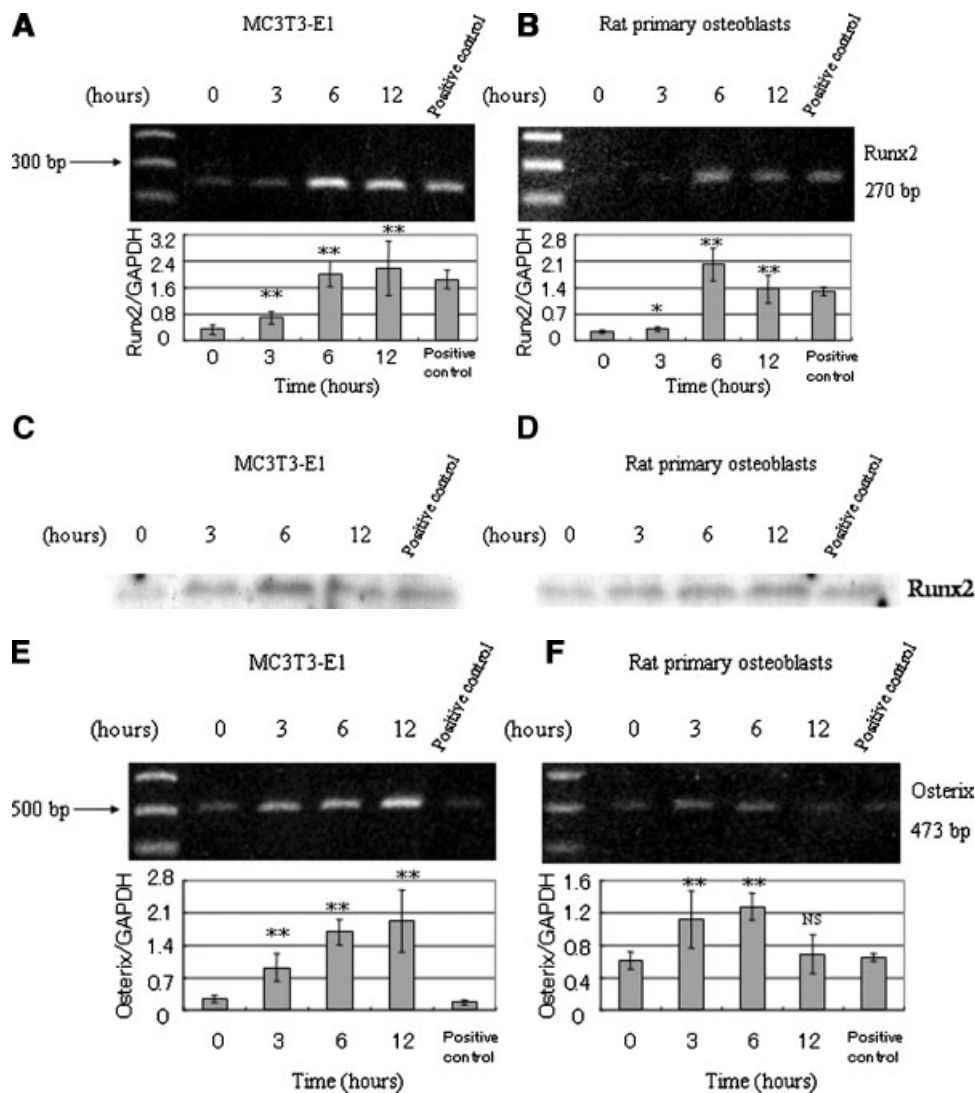 A MC3T3-E1
(hours) 0 3 6 12 Positive control
300 bp
Runx2/GAPDH
3.2
2.4
1.6
0.8
0
** ** **
0 3 6 12 Positive control
Time (hours)
B Rat primary osteoblasts
(hours) 0 3 6 12 Positive control
Runx2
270 bp
Runx2/GAPDH
2.8
2.1
1.4
0.7
0
* ** **
0 3 6 12 Positive control
Time (hours)
C MC3T3-E1
(hours) 0 3 6 12 Positive control
D Rat primary osteoblasts
(hours) 0 3 6 12 Positive control
Runx2
E MC3T3-E1
(hours) 0 3 6 12 Positive control
500 bp
Osterix/GAPDH
2.8
2.1
1.4
0.7
0
** ** **
0 3 6 12 Positive control
Time (hours)
F Rat primary osteoblasts
(hours) 0 3 6 12 Positive control
Osterix
473 bp
Osterix/GAPDH
1.6
1.2
0.8
0.4
0
** ** NS
0 3 6 12 Positive control
Time (hours)